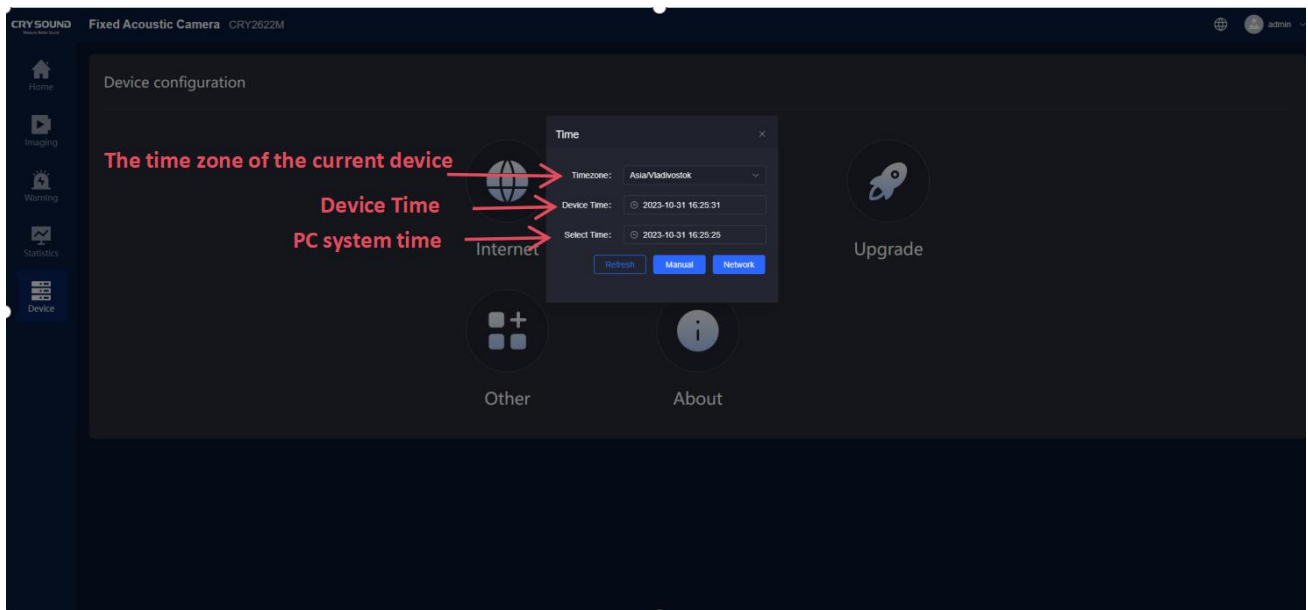 CRYSOUND
Fixed Acoustic Camera CRY2622M
admin
Home
Device configuration
Time
Imaging
The time zone of the current device
Timezone: Asia/Vladivostok
Warning
Device Time
Device Time: 2023-10-31 16:25:31
PC system time
Select Time: 2023-10-31 16:25:25
Statistics
Internet
Upgrade
Refresh Manual Network
Device
Other
About